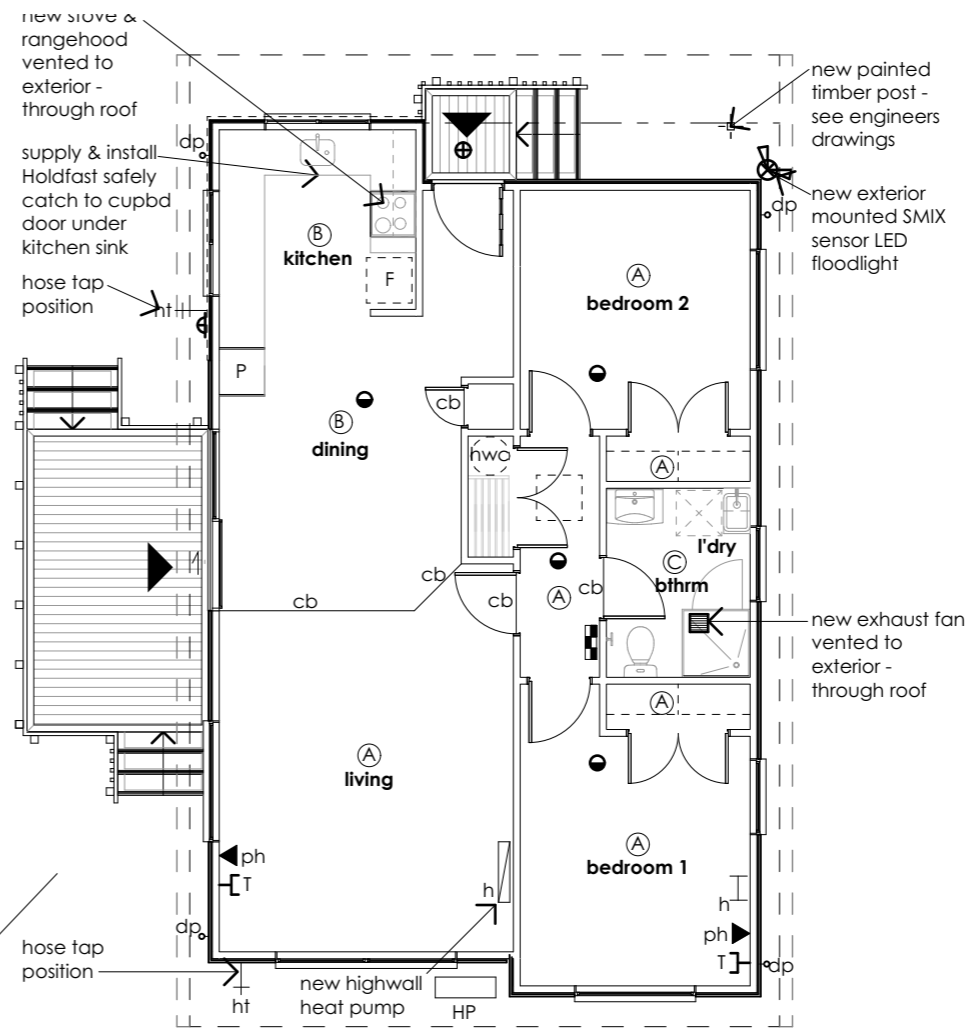 new stove &
rangehood
vented to
exterior -
through roof
supply & install
Holdfast safely
catch to cupbd
door under
kitchen sink
hose tap
position
ht
dp
new painted
timber post -
see engineers
drawings
new exterior
mounted SMIX
sensor LED
floodlight
dp
B
kitchen
F
P
A
bedroom 2
B
dining
cb
hwc
A
l'dry
C
bthrm
cb
cb
cb
cb
A
new exhaust fan
vented to
exterior -
through roof
A
A
living
A
bedroom 1
ph
T
h
h
ph
T
dp
dp
hose tap
position
ht
new highwall
heat pump
HP